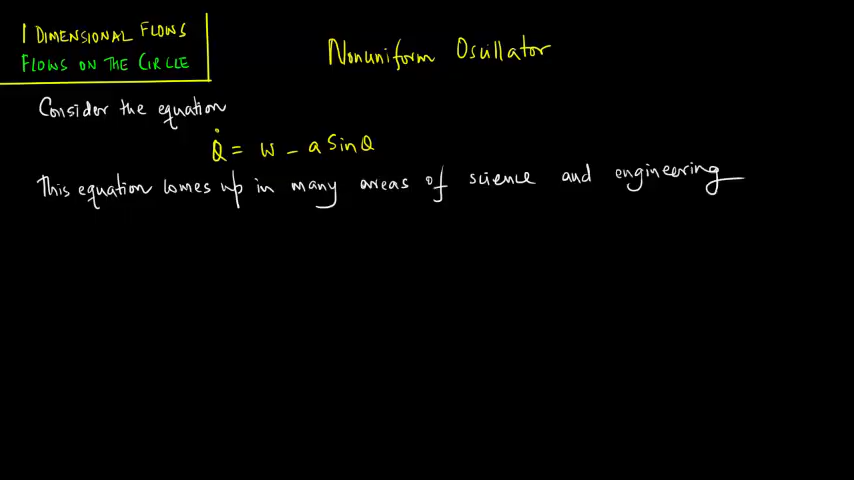 1 DIMENSIONAL FLOWS
FLOWS ON THE CIRCLE
Nonuniform Oscillator
Consider the equation
θ̇ = w - a Sinθ
This equation comes up in many areas of science and engineering